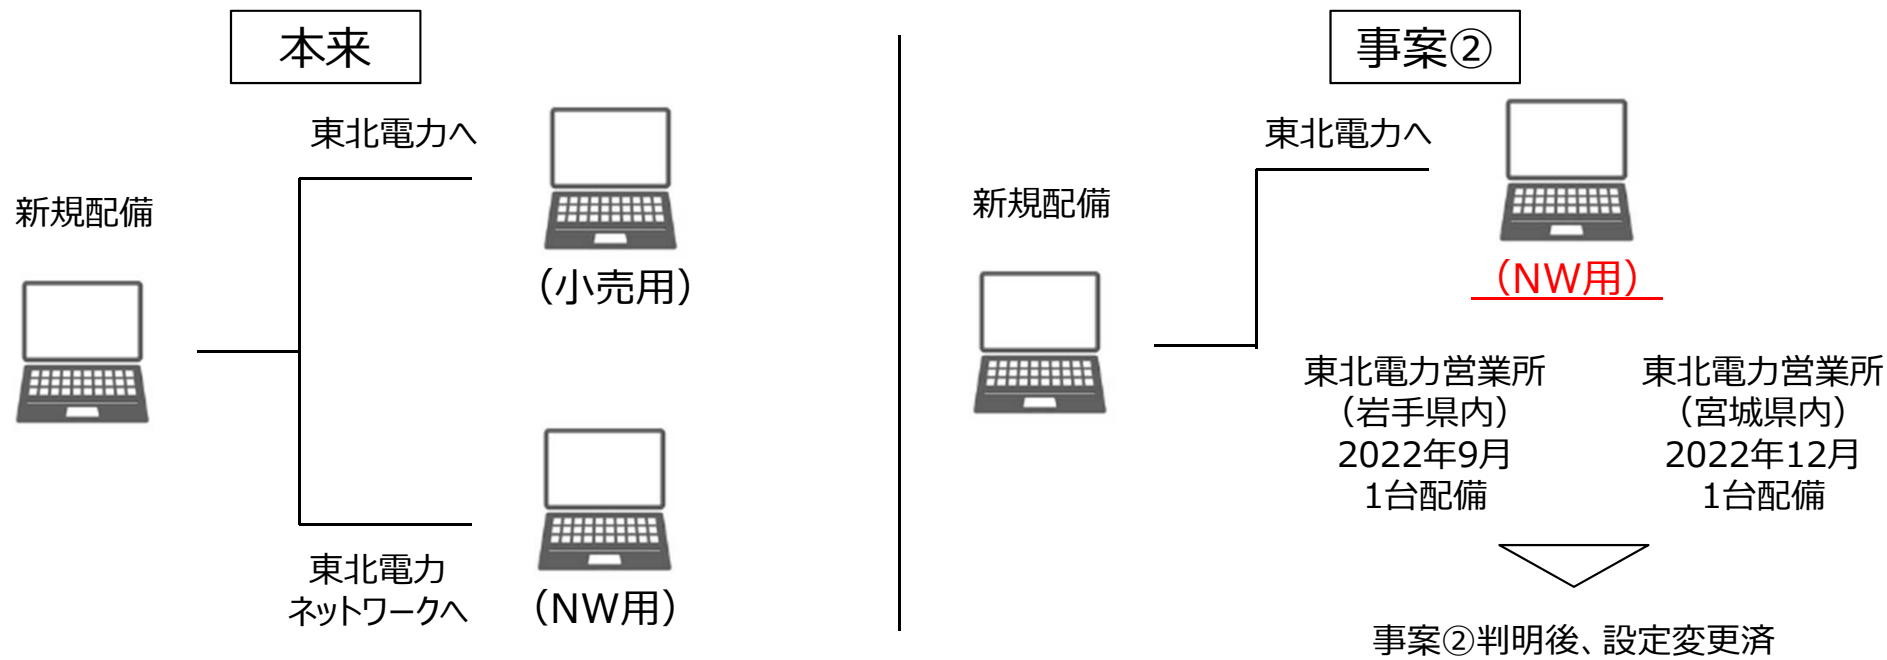 本来
東北電力へ
新規配備
（小売用）
東北電力
ネットワークへ
（NW用）
事案②
東北電力へ
新規配備
（NW用）
東北電力営業所
（岩手県内）
2022年9月
1台配備
東北電力営業所
（宮城県内）
2022年12月
1台配備
事案②判明後、設定変更済